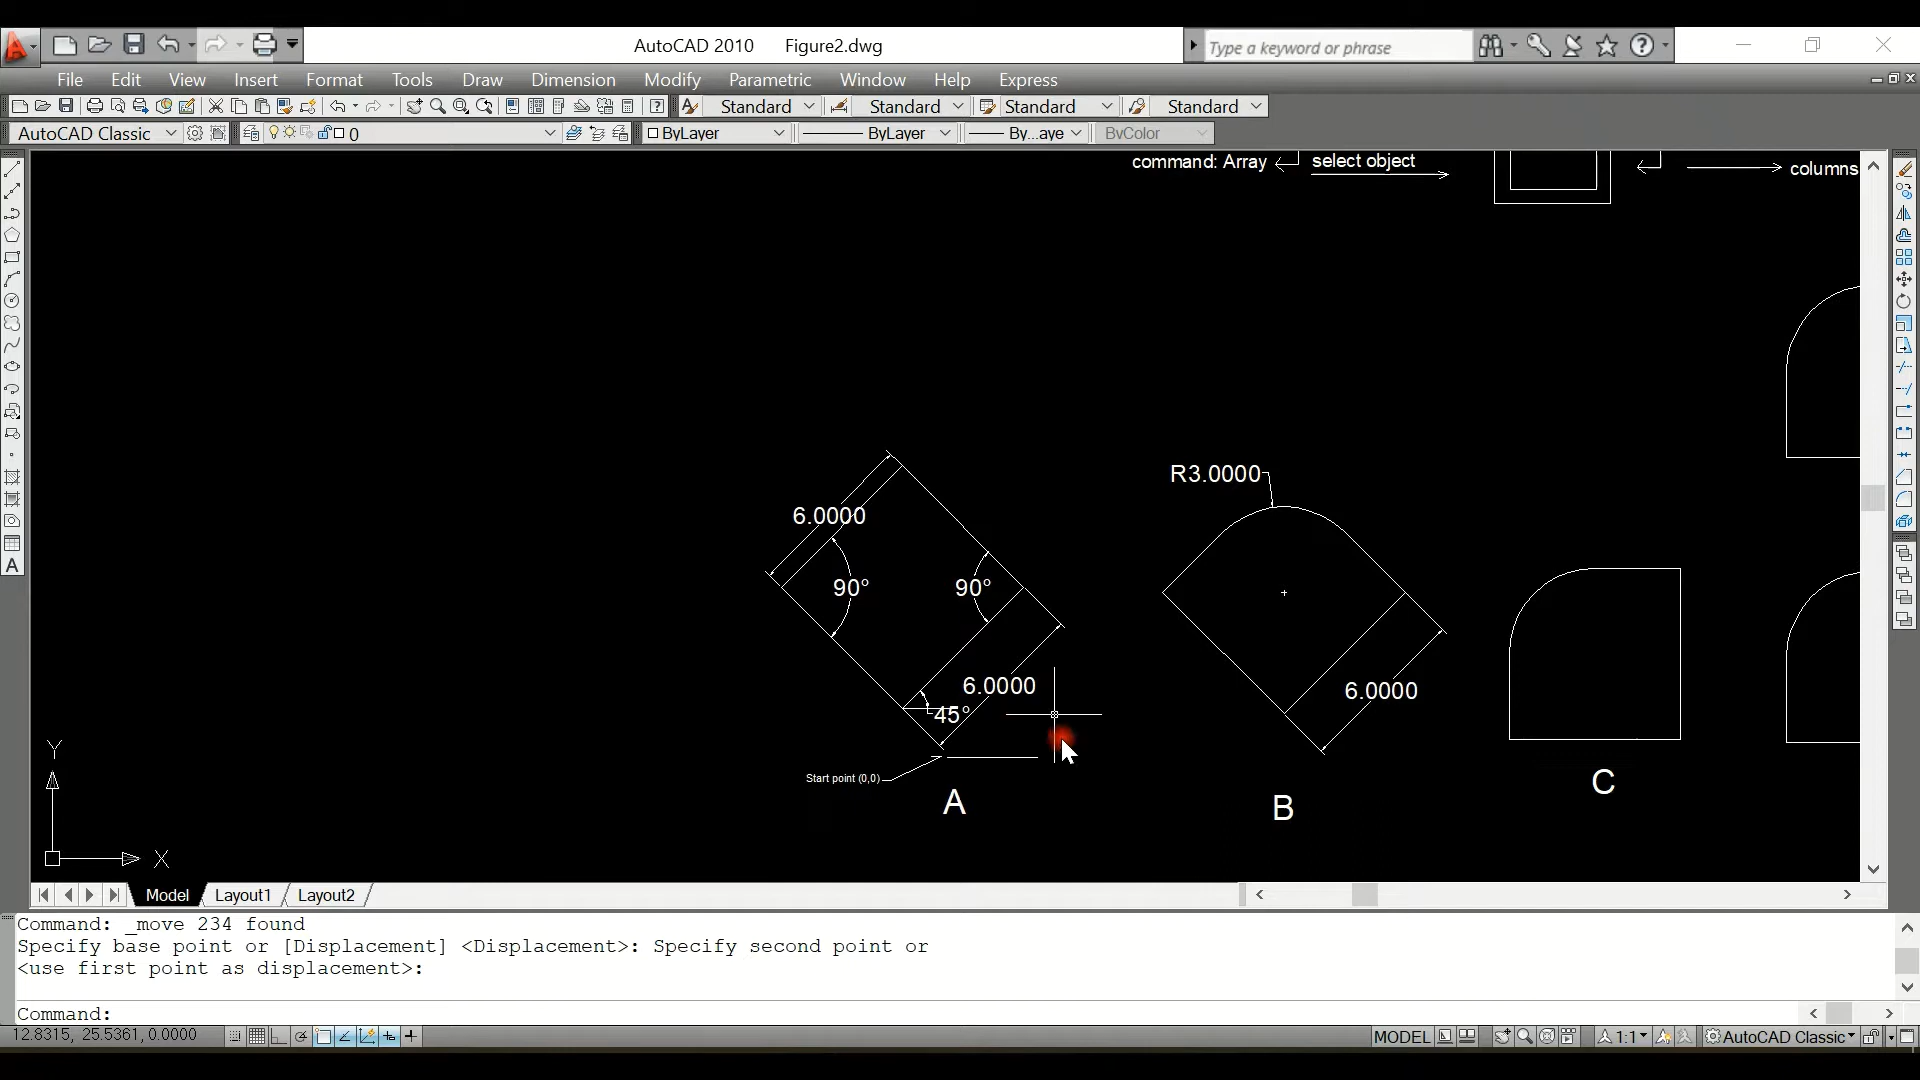 AutoCAD 2010 Figure2.dwg
Type a keyword or phrase
File Edit View Insert Format Tools Draw Dimension Modify Parametric Window Help Express
Standard Standard Standard Standard
AutoCAD Classic 0 ByLayer ByLayer By...aye ByColor
command: Array select object columns
R3.0000
6.0000
90° 90°
6.0000 6.0000
45°
Start point (0,0)
A B C
Y
X
Model Layout1 Layout2
Command: _move 234 found
Specify base point or [Displacement] <Displacement>: Specify second point or
<use first point as displacement>:
Command:
12.8315, 25.5361, 0.0000 MODEL 1:1 AutoCAD Classic